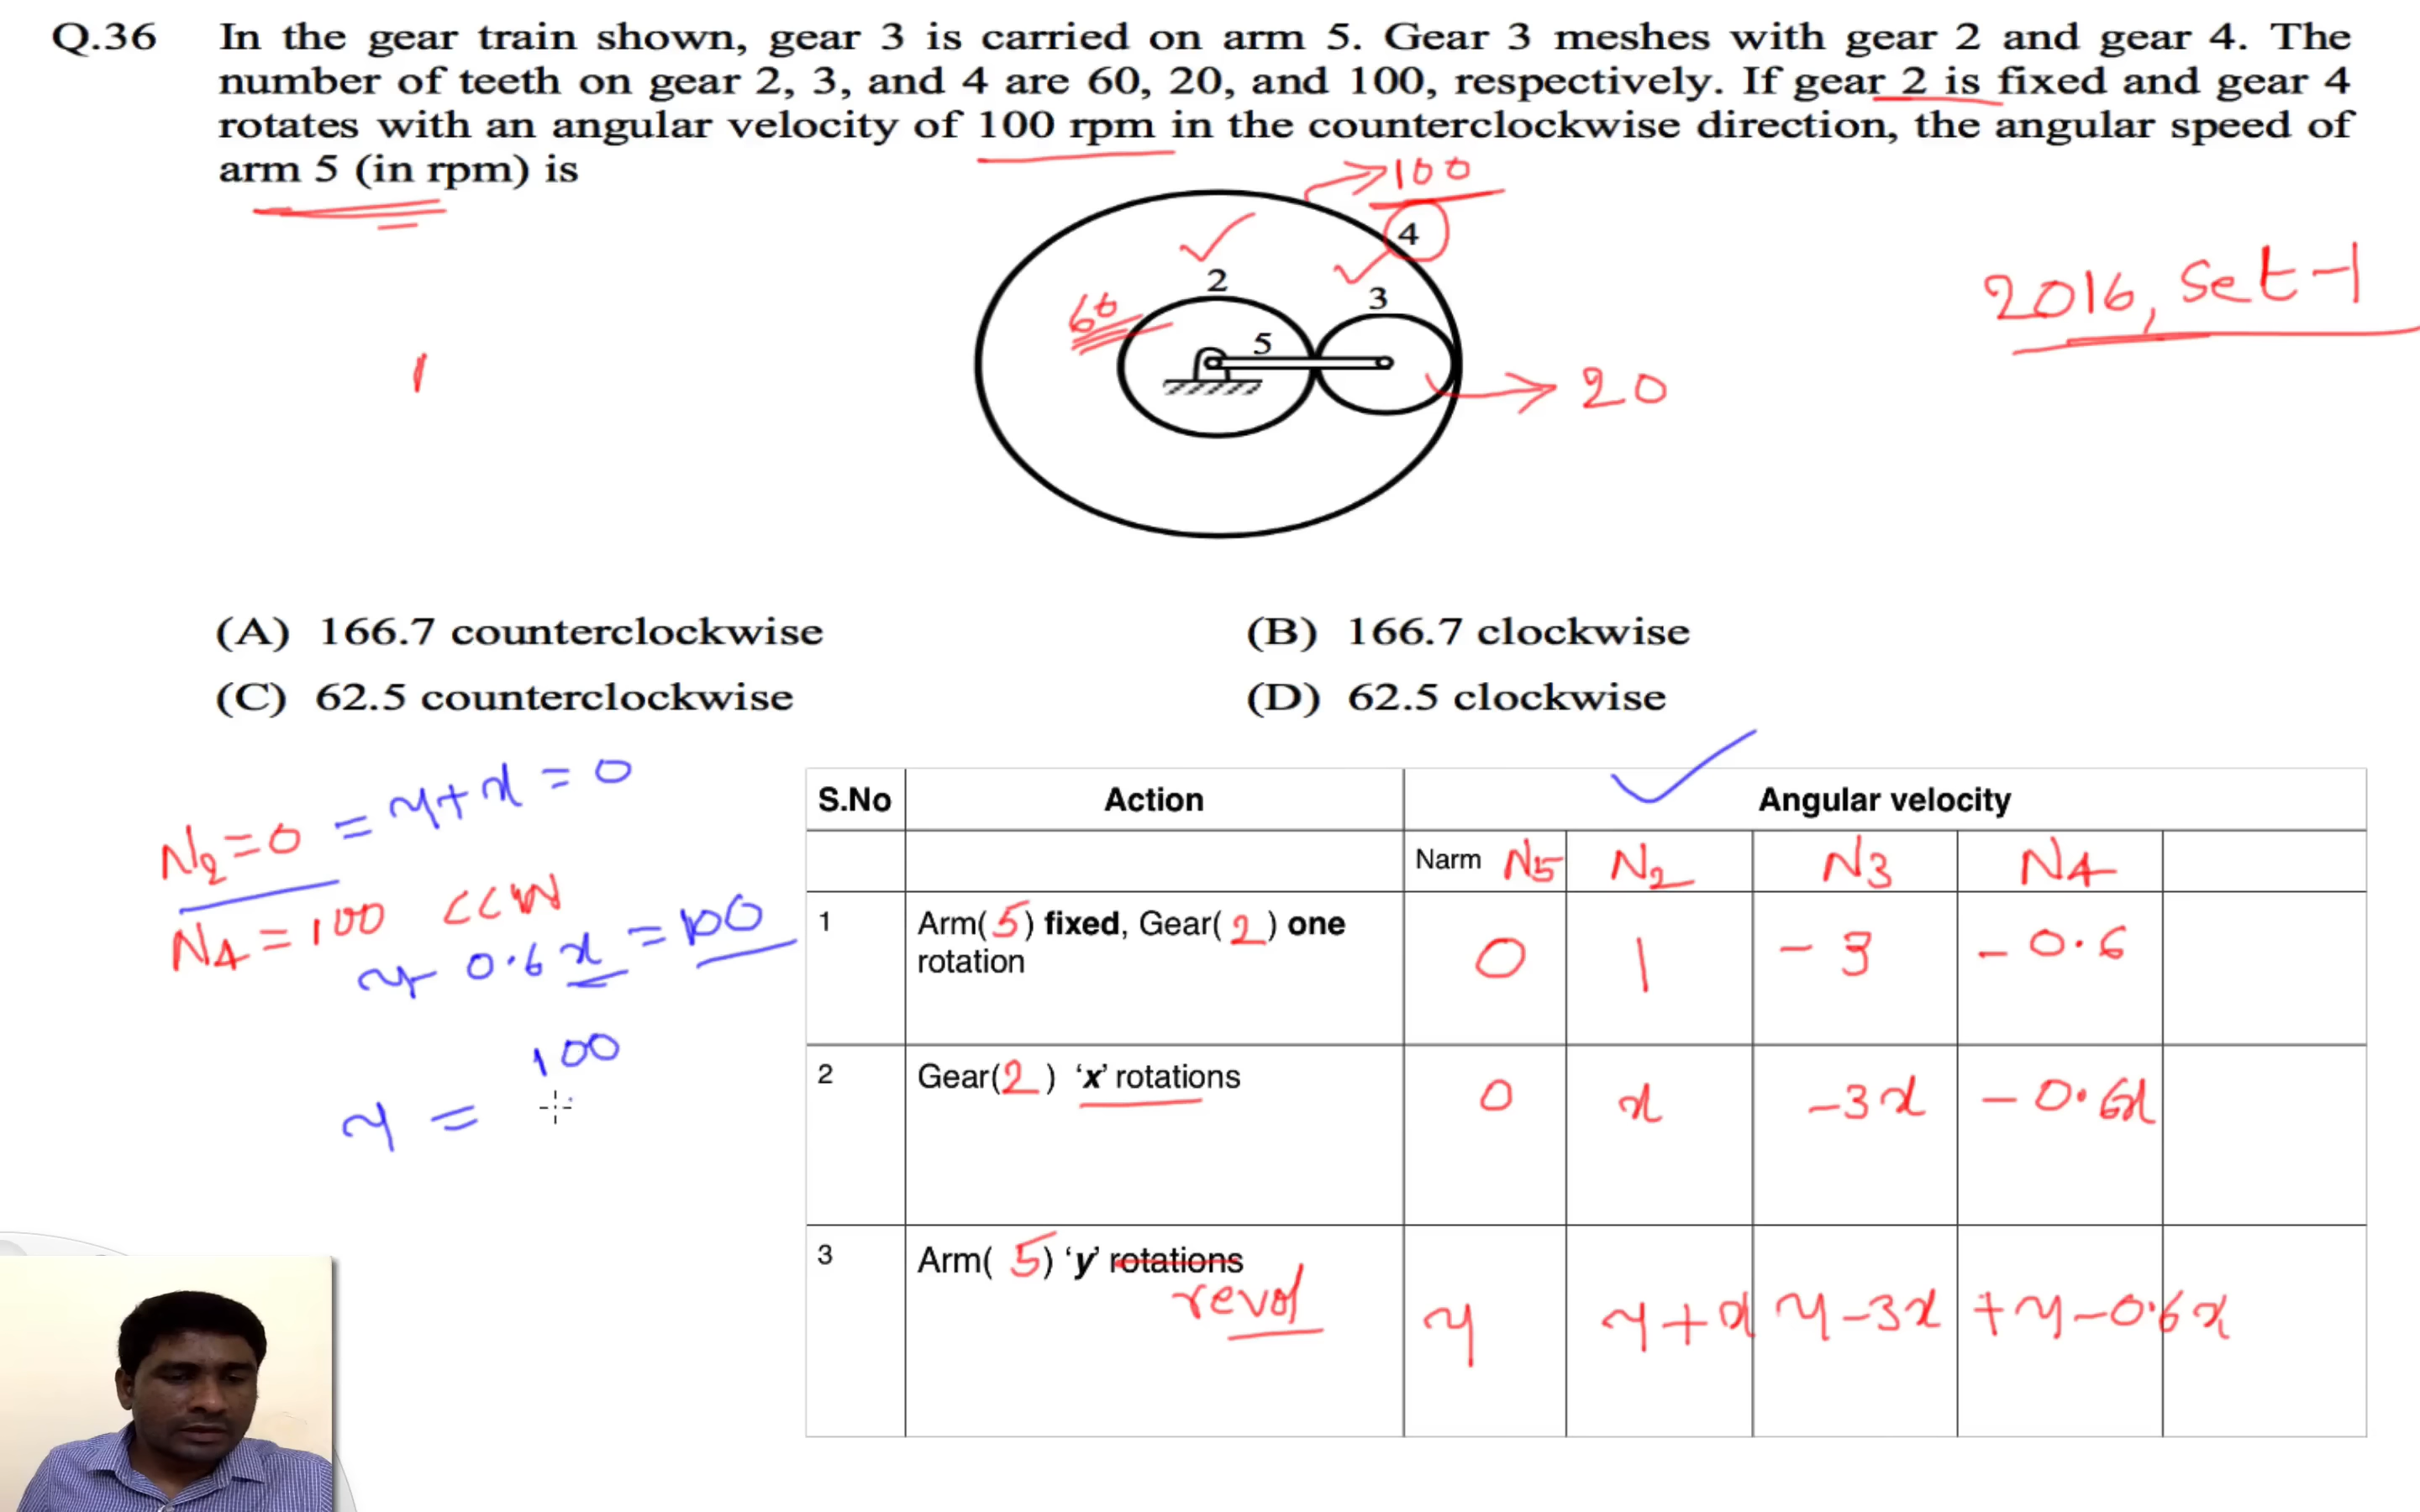 Q.36 In the gear train shown, gear 3 is carried on arm 5. Gear 3 meshes with gear 2 and gear 4. The
number of teeth on gear 2, 3, and 4 are 60, 20, and 100, respectively. If gear 2 is fixed and gear 4
rotates with an angular velocity of 100 rpm in the counterclockwise direction, the angular speed of
arm 5 (in rpm) is
100
4
2
3
60
5
20
2016, Set-1
1
(A) 166.7 counterclockwise
(B) 166.7 clockwise
(C) 62.5 counterclockwise
(D) 62.5 clockwise
N2=0 = y+x = 0
N4=100 CCW
y-0.6x = 100
100
y =
S.No Action Angular velocity
Narm N5 N2 N3 N4
1 Arm(5) fixed, Gear(2) one
rotation
0 1 -3 -0.6
2 Gear(2) 'x' rotations 0 x -3x -0.6x
3 Arm(5) 'y' rotations
revol
y y+x y-3x +y-0.6x